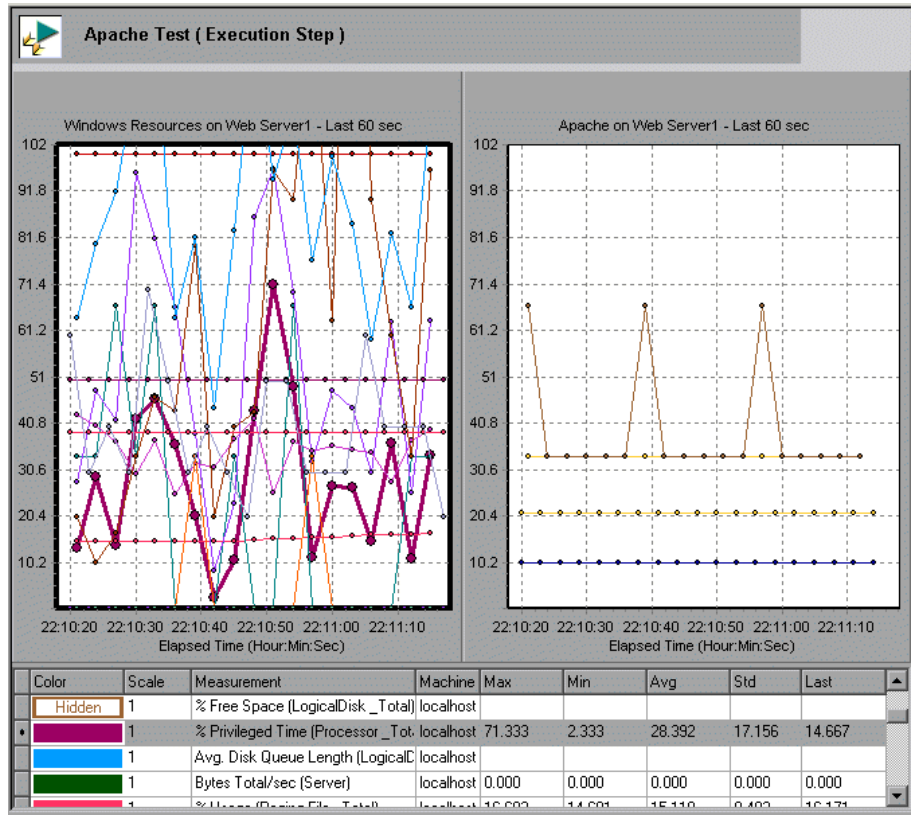 Apache Test ( Execution Step )
Windows Resources on Web Server1 - Last 60 sec
102
91.8
81.6
71.4
61.2
51
40.8
30.6
20.4
10.2
22:10:20 22:10:30 22:10:40 22:10:50 22:11:00 22:11:10
Elapsed Time (Hour:Min:Sec)
Apache on Web Server1 - Last 60 sec
102
91.8
81.6
71.4
61.2
51
40.8
30.6
20.4
10.2
22:10:20 22:10:30 22:10:40 22:10:50 22:11:00 22:11:10
Elapsed Time (Hour:Min:Sec)
Color Scale Measurement Machine Max Min Avg Std Last
Hidden 1 % Free Space (LogicalDisk _Total) localhost
1 % Privileged Time (Processor _Tot localhost 71.333 2.333 28.392 17.156 14.667
1 Avg. Disk Queue Length (LogicalD localhost
1 Bytes Total/sec (Server) localhost 0.000 0.000 0.000 0.000 0.000